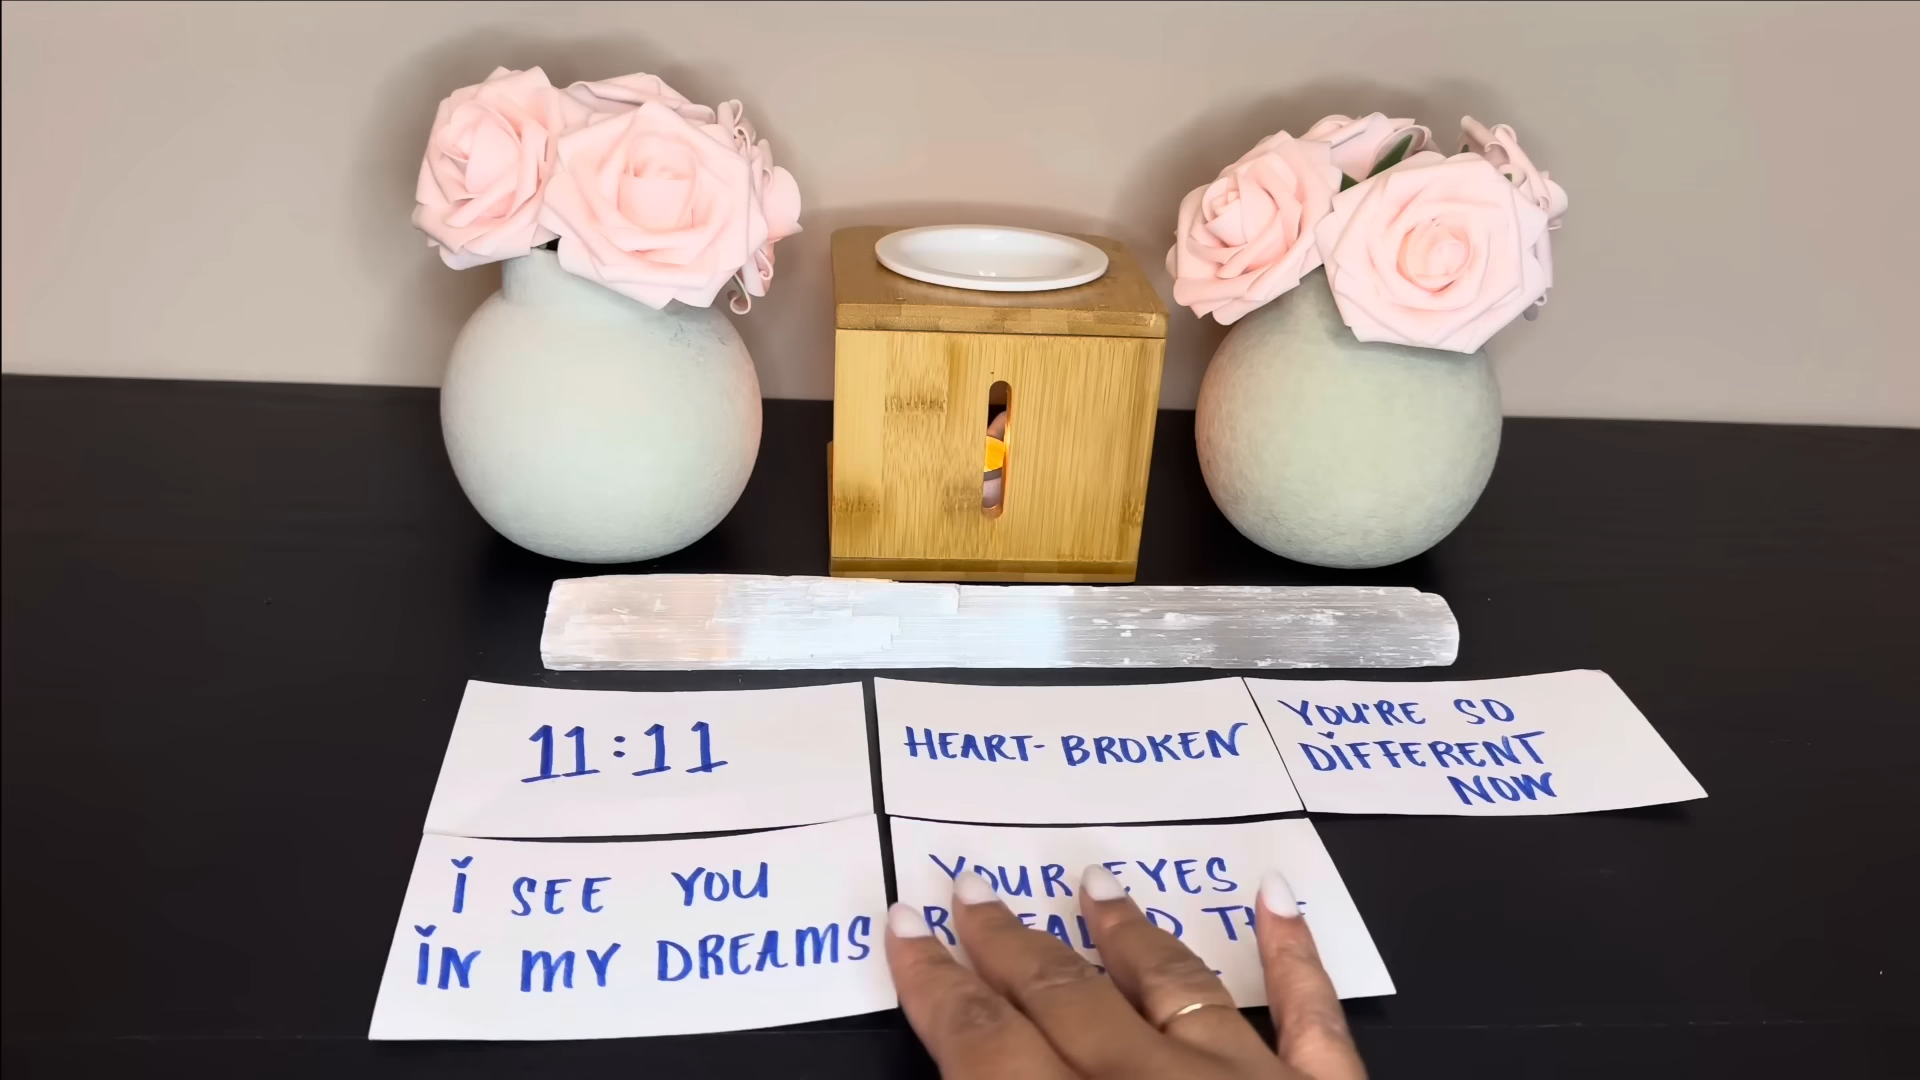 11:11
HEART-BROKEN
YOU'RE SO
DIFFERENT
NOW
I SEE YOU
IN MY DREAMS
YOUR EYES